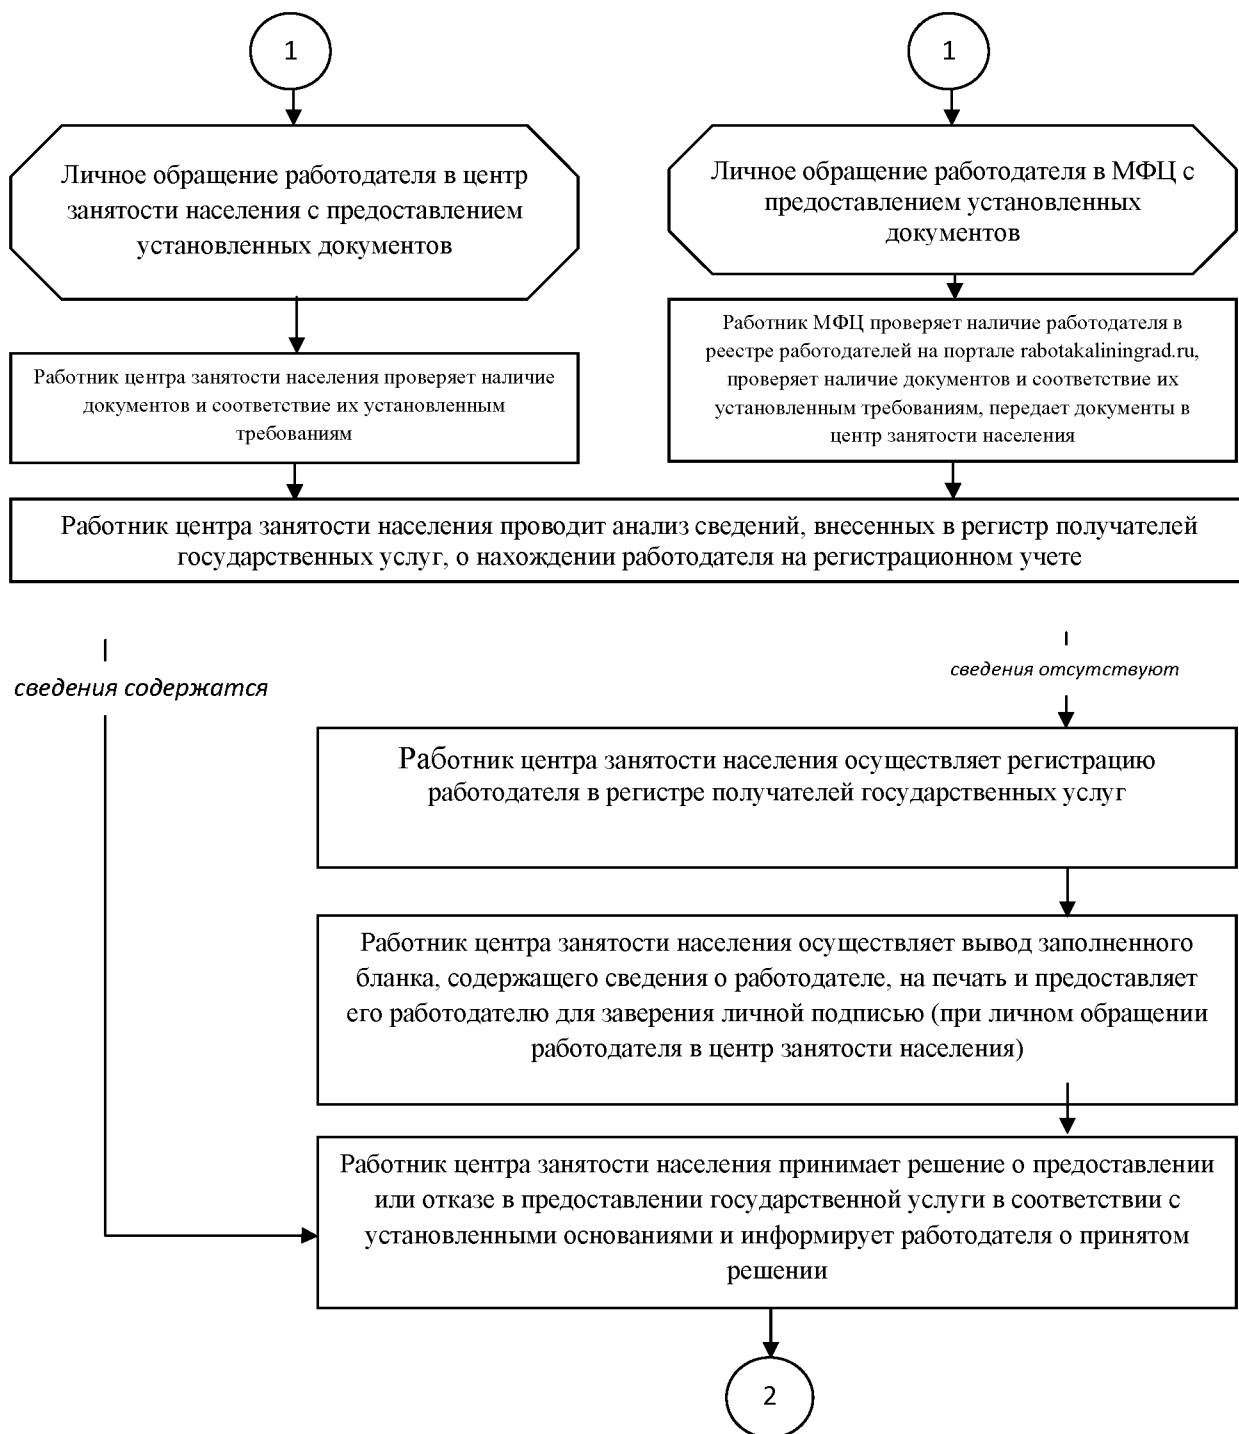 1
1
Личное обращение работодателя в центр
занятости населения с предоставлением
установленных документов
Личное обращение работодателя в МФЦ с
предоставлением установленных
документов
Работник центра занятости населения проверяет наличие
документов и соответствие их установленным
требованиям
Работник МФЦ проверяет наличие работодателя в
реестре работодателей на портале rabotakaliningrad.ru,
проверяет наличие документов и соответствие их
установленным требованиям, передает документы в
центр занятости населения
Работник центра занятости населения проводит анализ сведений, внесенных в регистр получателей
государственных услуг, о нахождении работодателя на регистрационном учете
сведения содержатся
сведения отсутствуют
Работник центра занятости населения осуществляет регистрацию
работодателя в регистре получателей государственных услуг
Работник центра занятости населения осуществляет вывод заполненного
бланка, содержащего сведения о работодателе, на печать и предоставляет
его работодателю для заверения личной подписью (при личном обращении
работодателя в центр занятости населения)
Работник центра занятости населения принимает решение о предоставлении
или отказе в предоставлении государственной услуги в соответствии с
установленными основаниями и информирует работодателя о принятом
решении
2